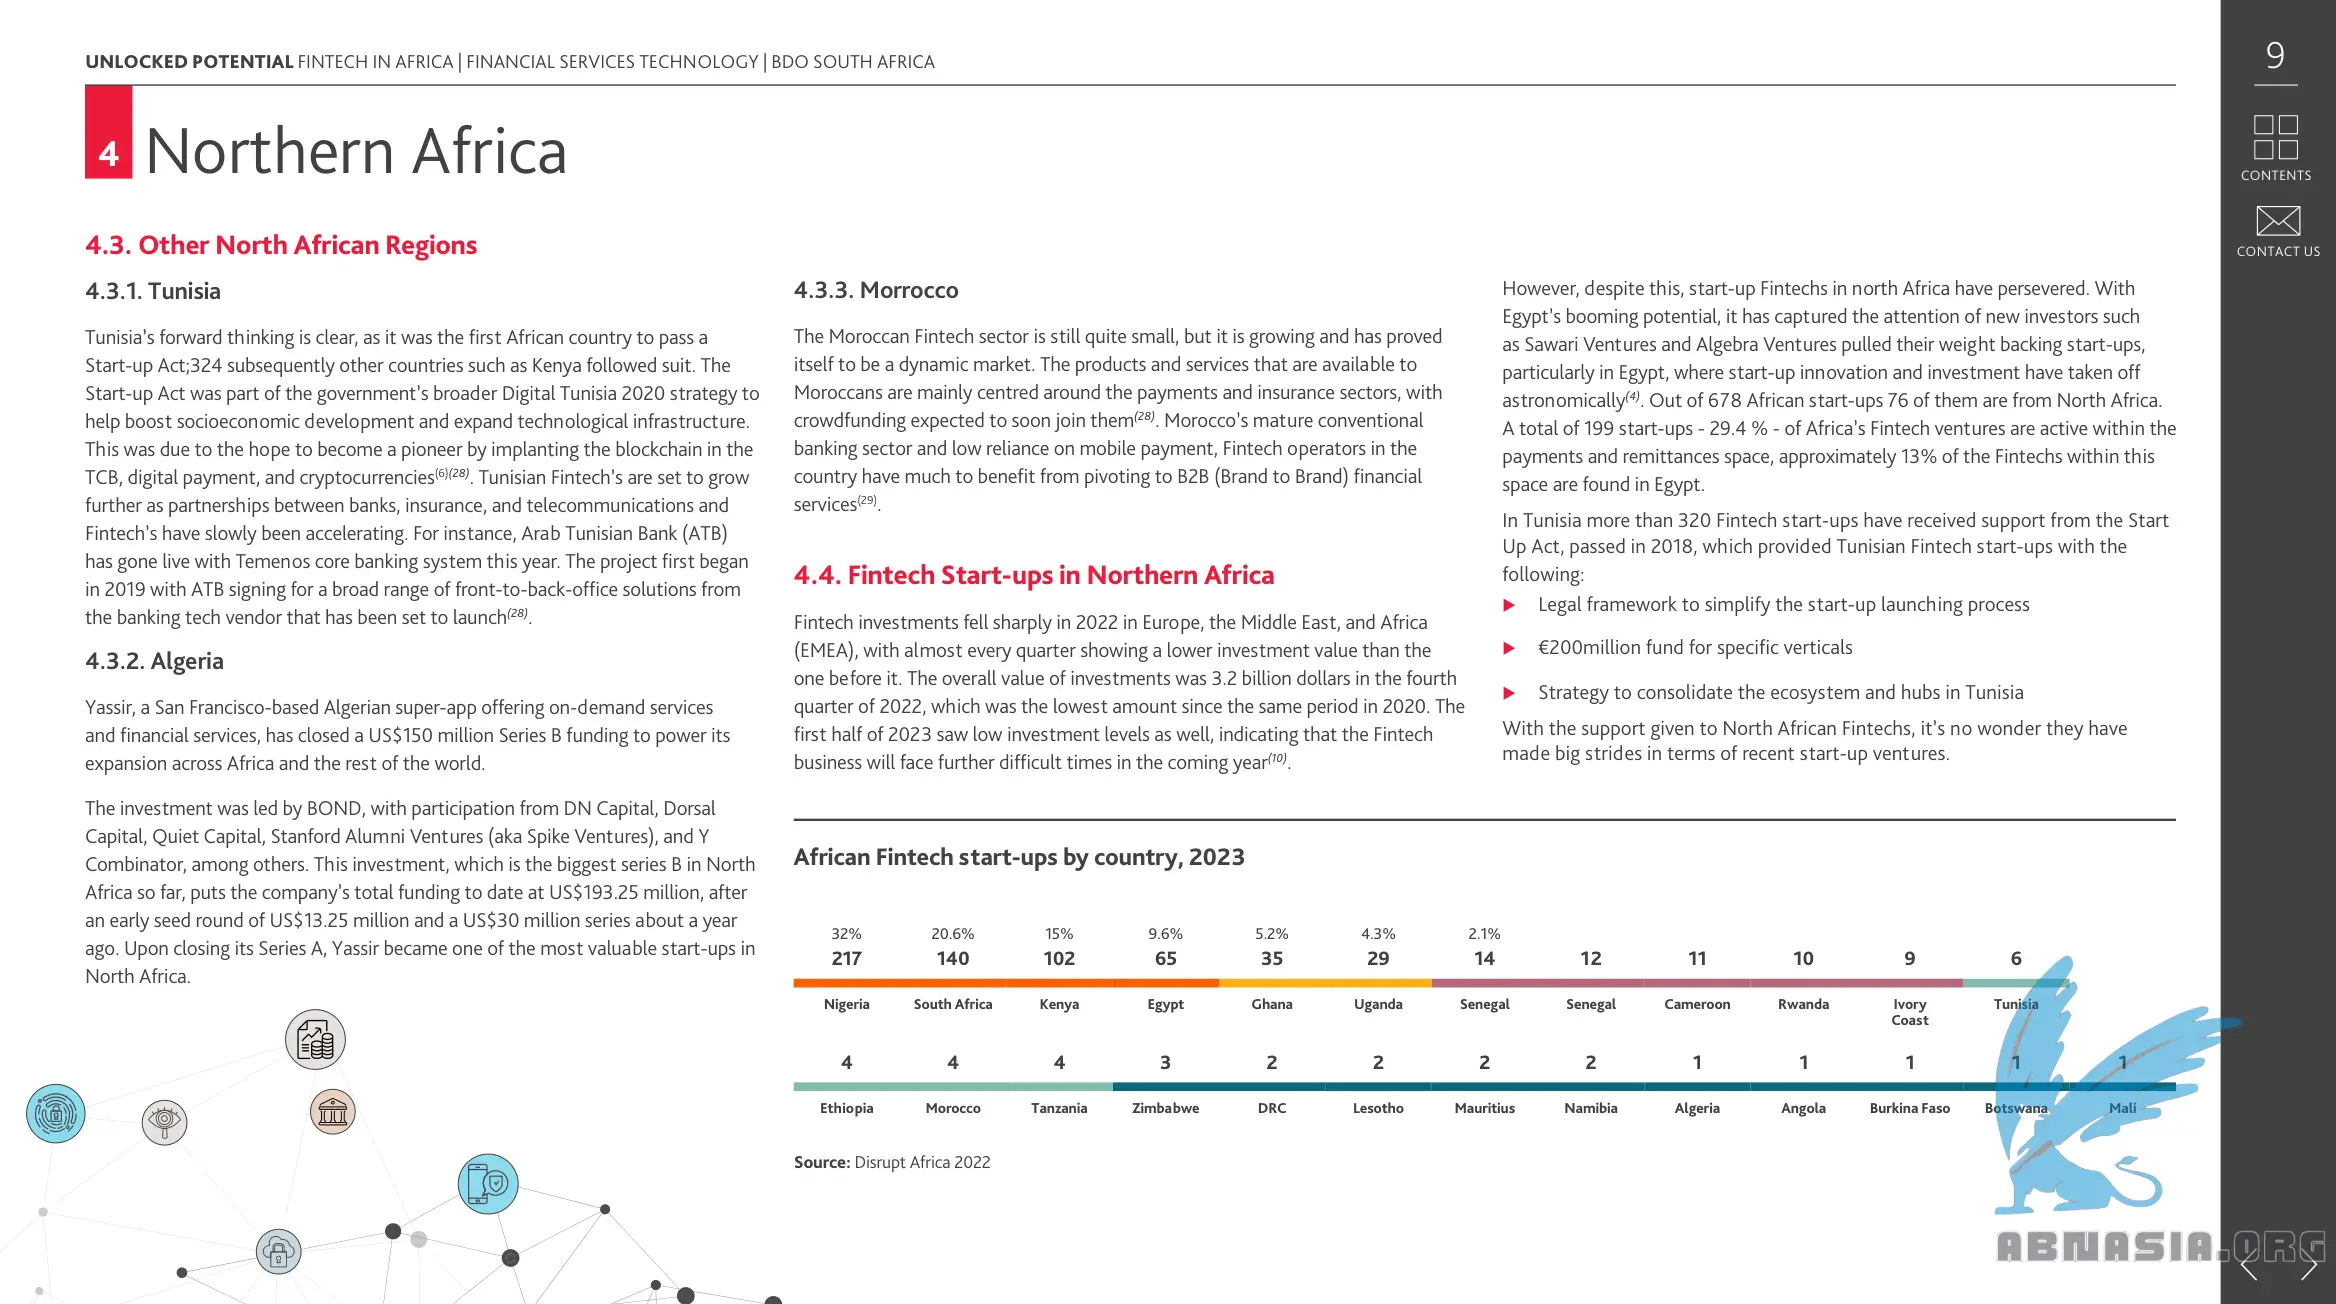 UNLOCKED POTENTIAL FINTECH IN AFRICA | FINANCIAL SERVICES TECHNOLOGY | BDO SOUTH AFRICA
9
CONTENTS
CONTACT US
4 Northern Africa
4.3. Other North African Regions
4.3.1. Tunisia
Tunisia's forward thinking is clear, as it was the first African country to pass a
Start-up Act;324 subsequently other countries such as Kenya followed suit. The
Start-up Act was part of the government's broader Digital Tunisia 2020 strategy to
help boost socioeconomic development and expand technological infrastructure.
This was due to the hope to become a pioneer by implanting the blockchain in the
TCB, digital payment, and cryptocurrencies(6)(28). Tunisian Fintech's are set to grow
further as partnerships between banks, insurance, and telecommunications and
Fintech's have slowly been accelerating. For instance, Arab Tunisian Bank (ATB)
has gone live with Temenos core banking system this year. The project first began
in 2019 with ATB signing for a broad range of front-to-back-office solutions from
the banking tech vendor that has been set to launch(28).
4.3.2. Algeria
Yassir, a San Francisco-based Algerian super-app offering on-demand services
and financial services, has closed a US$150 million Series B funding to power its
expansion across Africa and the rest of the world.
The investment was led by BOND, with participation from DN Capital, Dorsal
Capital, Quiet Capital, Stanford Alumni Ventures (aka Spike Ventures), and Y
Combinator, among others. This investment, which is the biggest series B in North
Africa so far, puts the company's total funding to date at US$193.25 million, after
an early seed round of US$13.25 million and a US$30 million series about a year
ago. Upon closing its Series A, Yassir became one of the most valuable start-ups in
North Africa.
4.3.3. Morrocco
The Moroccan Fintech sector is still quite small, but it is growing and has proved
itself to be a dynamic market. The products and services that are available to
Moroccans are mainly centred around the payments and insurance sectors, with
crowdfunding expected to soon join them(28). Morocco's mature conventional
banking sector and low reliance on mobile payment, Fintech operators in the
country have much to benefit from pivoting to B2B (Brand to Brand) financial
services(29).
4.4. Fintech Start-ups in Northern Africa
Fintech investments fell sharply in 2022 in Europe, the Middle East, and Africa
(EMEA), with almost every quarter showing a lower investment value than the
one before it. The overall value of investments was 3.2 billion dollars in the fourth
quarter of 2022, which was the lowest amount since the same period in 2020. The
first half of 2023 saw low investment levels as well, indicating that the Fintech
business will face further difficult times in the coming year(10).
However, despite this, start-up Fintechs in north Africa have persevered. With
Egypt's booming potential, it has captured the attention of new investors such
as Sawari Ventures and Algebra Ventures pulled their weight backing start-ups,
particularly in Egypt, where start-up innovation and investment have taken off
astronomically(4). Out of 678 African start-ups 76 of them are from North Africa.
A total of 199 start-ups - 29.4 % - of Africa's Fintech ventures are active within the
payments and remittances space, approximately 13% of the Fintechs within this
space are found in Egypt.
In Tunisia more than 320 Fintech start-ups have received support from the Start
Up Act, passed in 2018, which provided Tunisian Fintech start-ups with the
following:
Legal framework to simplify the start-up launching process
€200million fund for specific verticals
Strategy to consolidate the ecosystem and hubs in Tunisia
With the support given to North African Fintechs, it's no wonder they have
made big strides in terms of recent start-up ventures.
African Fintech start-ups by country, 2023
32% 20.6% 15% 9.6% 5.2% 4.3% 2.1%
217 140 102 65 35 29 14 12 11 10 9 6
Nigeria South Africa Kenya Egypt Ghana Uganda Senegal Senegal Cameroon Rwanda Ivory Coast Tunisia
4 4 4 3 2 2 2 2 1 1 1 1 1
Ethiopia Morocco Tanzania Zimbabwe DRC Lesotho Mauritius Namibia Algeria Angola Burkina Faso Botswana Mali
Source: Disrupt Africa 2022
ABNASIA.ORG